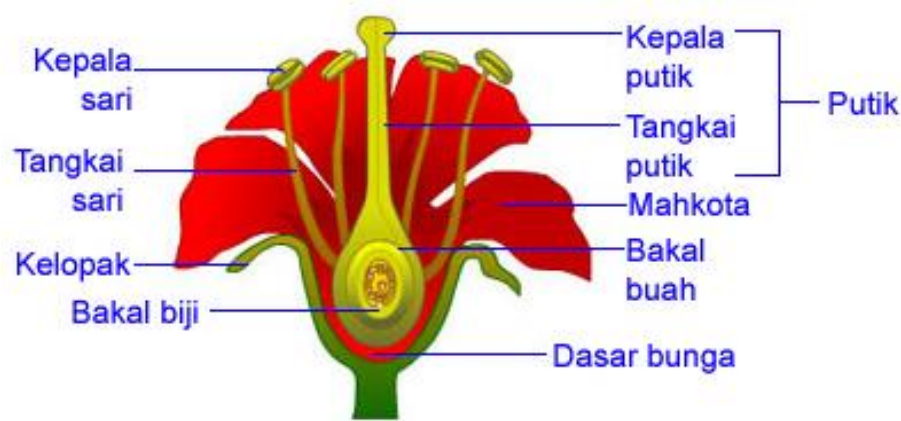 Kepala
sari
Tangkai
sari
Kelopak
Bakal biji
Kepala
putik
Tangkai
putik
Putik
Mahkota
Bakal
buah
Dasar bunga